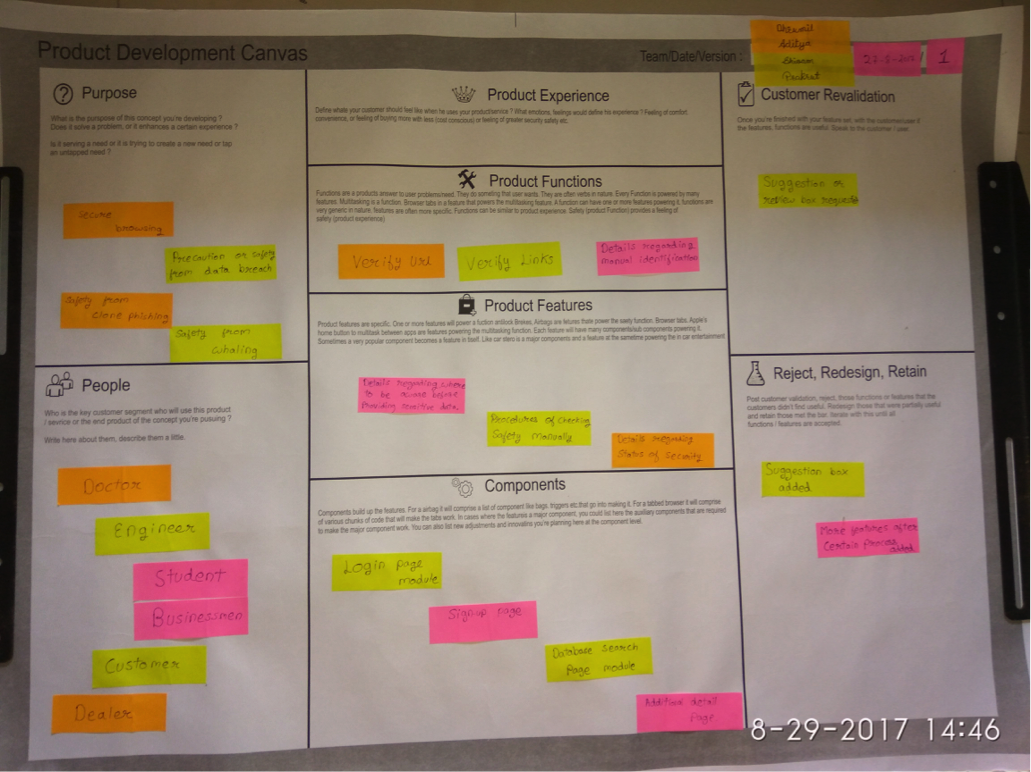 Product Development Canvas
Team/Date/Version :
Aditya
1
Purpose
What is the purpose of this concept you're developing ?
Does it solve a problem, or it enhances a certain experience ?
Is it serving a need or it is trying to create a new need or tap
an untapped need ?
Secure
browsing
Precaution or safety
from data breach
Safety from
Clone phishing
Safety from
whaling
People
Who is the key customer segment who will use this product
/ service or the end product of the concept you're pusuing ?
Write here about them, describe them a little.
Doctor
Engineer
Student
Businessmen
Customer
Dealer
Product Experience
Define whate your customer should feel like when he uses your product/service ? What emotions, feelings would define his experience ? Feeling of comfort,
convenience, or feeling of buying more with less (cost conscious) or feeling of greater security safety etc.
Product Functions
Functions are a products answer to user problems/need. They do someting that user wants. They are often verbs in nature. Every Function is powered by many
features. Multitasking is a function. Browser tabs in a feature that powers the multitasking feature. A function can have one or more features powering it, functions are
very generic in nature, features are often more specific. Functions can be similar to product experience. Safety (product Function) provides a feeling of
safety (product experience)
Verify Url
Verify Links
Details regarding
manual identification
Product Features
Product features are specific. One or more features will power a fuction antilock Brakes, Airbags are fetures thate power the saety function. Browser tabs, Apple's
home button to multitask between apps are features powering the multitasking function. Each feature will have many components/sub components powering it.
Sometimes a very popular component becomes a feature in itself. Like car stero is a major components and a feature at the sametime powering the in car entertainment
Details regarding where
to be secure before
Providing sensitive data.
Procedures of checking
Safety manually
Details regarding
Status of security
Components
Components build up the features. For a airbag it will comprise a list of component like bags, triggers etc that go into making it. For a tabbed browser it will comprise
of various chunks of code that will make the tabs work. In cases where the features a major component, you could list here the auxiliary components that are required
to make the major component work. You can also list new adjustments and innovatins you're planning here at the component level.
Login page
module
Signup page
Database search
Page module
Additional detail
Page
Customer Revalidation
Once you're finished with your feature set, with the customer/user if
the features, functions are useful. Speak to the customer / user.
Suggestion or
review box request
Reject, Redesign, Retain
Post customer validation, reject, those functions or features that the
customers didn't find useful. Redesign those that were partially useful
and retain those met the bar. Iterate with this until all
functions / features are accepted.
Suggestion box
added
More features after
Certain process
added
8-29-2017 14:46